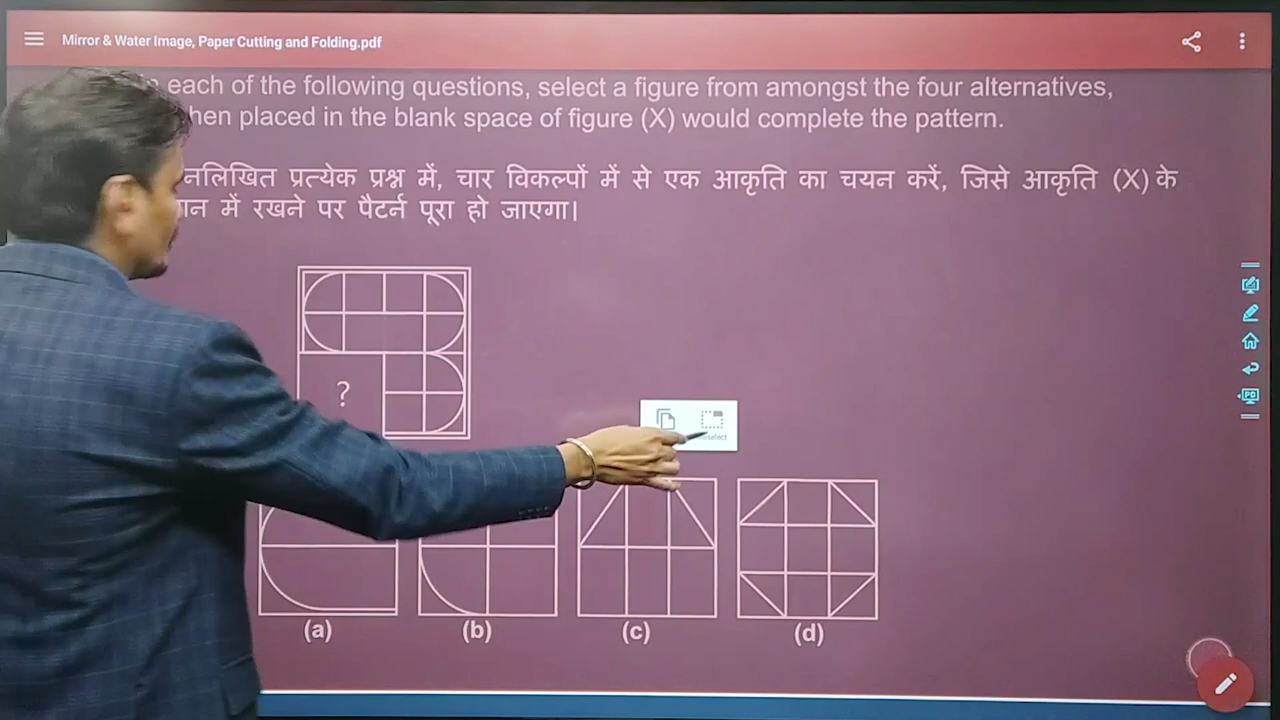 Mirror & Water Image, Paper Cutting and Folding.pdf
each of the following questions, select a figure from amongst the four alternatives,
placed in the blank space of figure (X) would complete the pattern.
प्रत्येक प्रश्न में, चार विकल्पों में से एक आकृति का चयन करें, जिसे आकृति (X) के
में रखने पर पैटर्न पूरा हो जाएगा।
?
(a) (b) (c) (d)